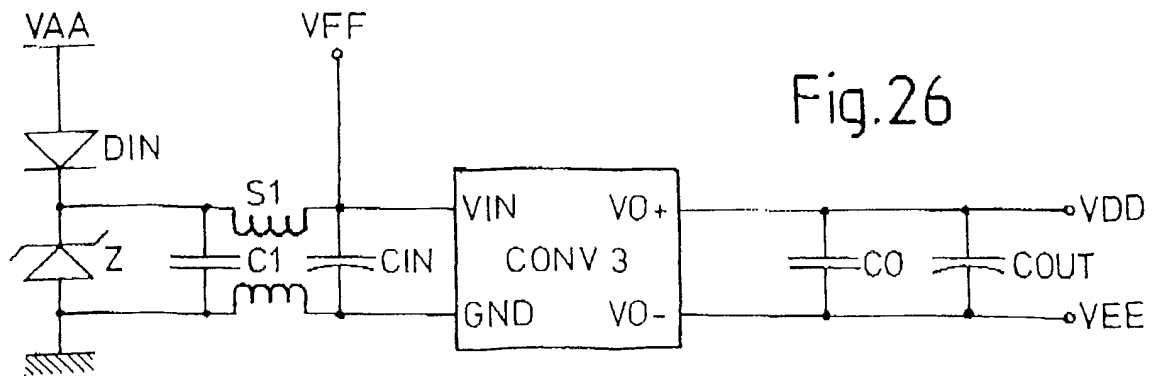 VAA
VFF
Fig.26
DIN
S1
VIN
VO+
VDD
Z
C1
CIN
CONV 3
CO
COUT
GND
VO-
VEE